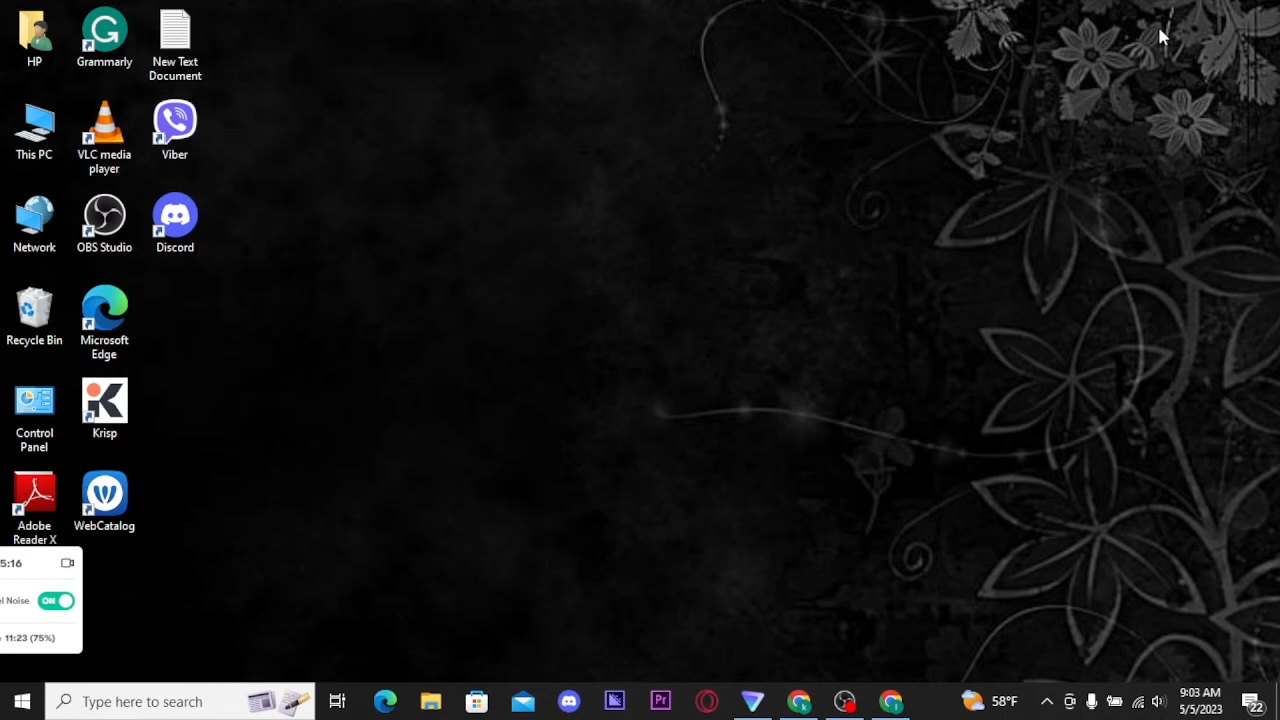 HP
Grammarly
New Text
Document
This PC
VLC media
player
Viber
Network
OBS Studio
Discord
Recycle Bin
Microsoft
Edge
Control
Panel
Krisp
Adobe
Reader X
WebCatalog
5:16
el Noise ON
11:23 (75%)
Type here to search
Pr
58°F
9:03 AM
5/5/2023
22